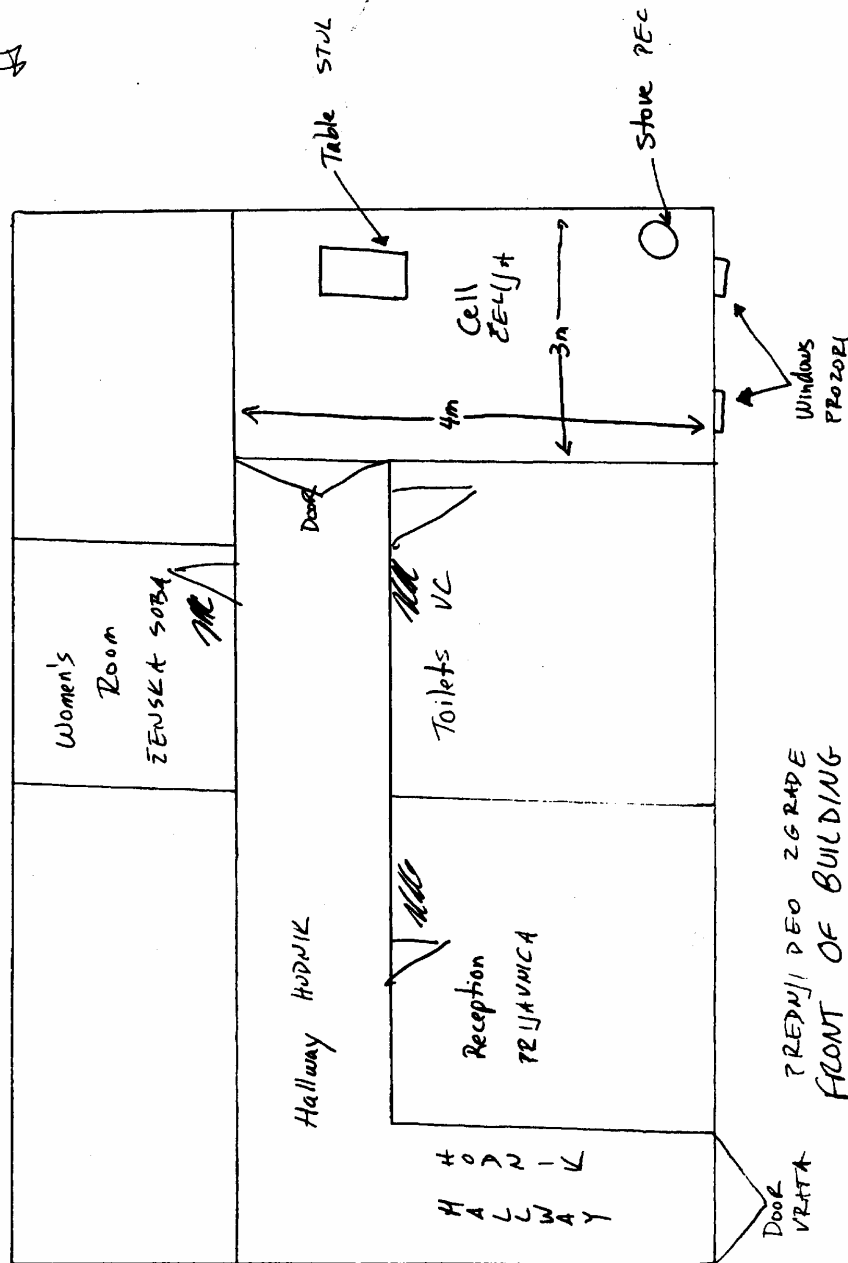 Women's
Room
ŽENSKA SOBA
Table STUL
Hallway HODNIK
Door
Cell
ĆELIJA
4m
3m
Stove PEC
Reception
PRIJAVNICA
Toilets VC
HALLWAY
HODNIK
Windows
PROZORI
DOOR
VRATA
PREDNJI DEO ZGRADE
FRONT OF BUILDING